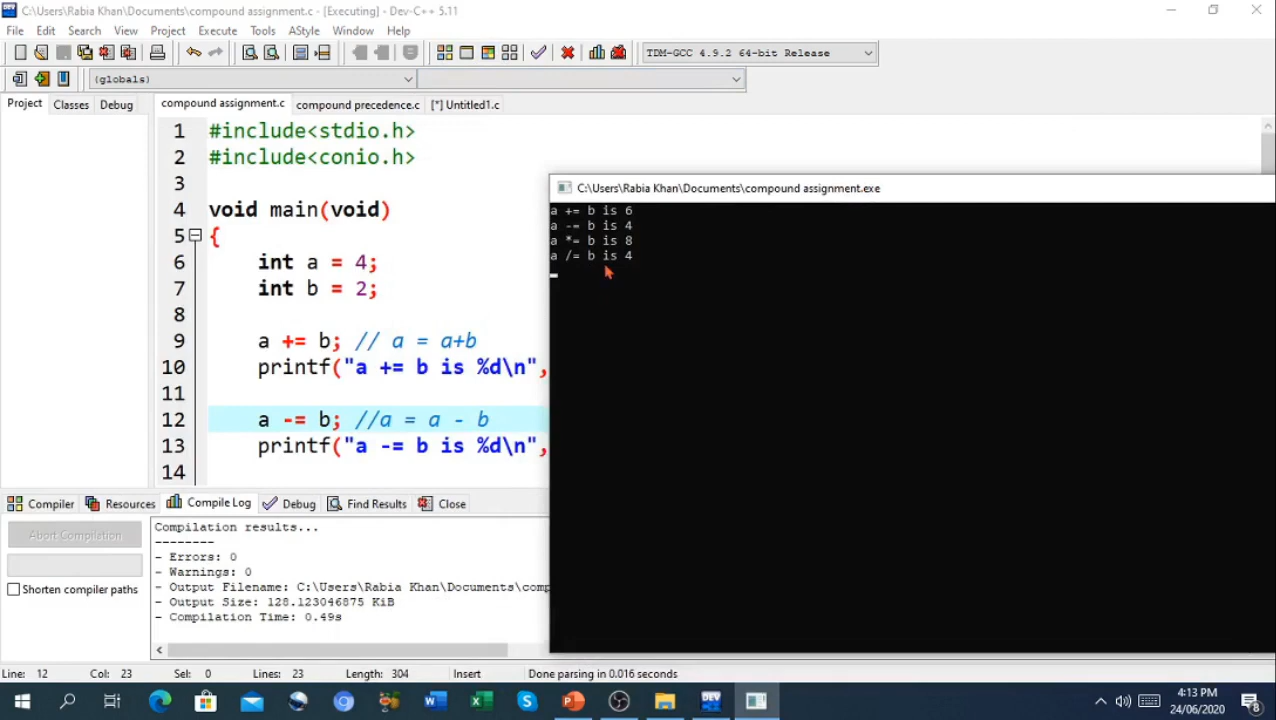 C:\Users\Rabia Khan\Documents\compound assignment.c - [Executing] - Dev-C++ 5.11
File Edit Search View Project Execute Tools AStyle Window Help
TDM-GCC 4.9.2 64-bit Release
(globals)
Project Classes Debug
compound assignment.c compound precedence.c [*] Untitled1.c
1 #include<stdio.h>
2 #include<conio.h>
3
4 void main(void)
5 {
6 int a = 4;
7 int b = 2;
8
9 a += b; // a = a+b
10 printf("a += b is %d\n",
11
12 a -= b; //a = a - b
13 printf("a -= b is %d\n",
14
C:\Users\Rabia Khan\Documents\compound assignment.exe
a += b is 6
a -= b is 4
a *= b is 8
a /= b is 4
Compiler Resources Compile Log Debug Find Results Close
Abort Compilation
Shorten compiler paths
Compilation results...
--------
- Errors: 0
- Warnings: 0
- Output Filename: C:\Users\Rabia Khan\Documents\comp
- Output Size: 128.123046875 KiB
- Compilation Time: 0.49s
Line: 12 Col: 23 Sel: 0 Lines: 23 Length: 304 Insert Done parsing in 0.016 seconds
4:13 PM
24/06/2020
8